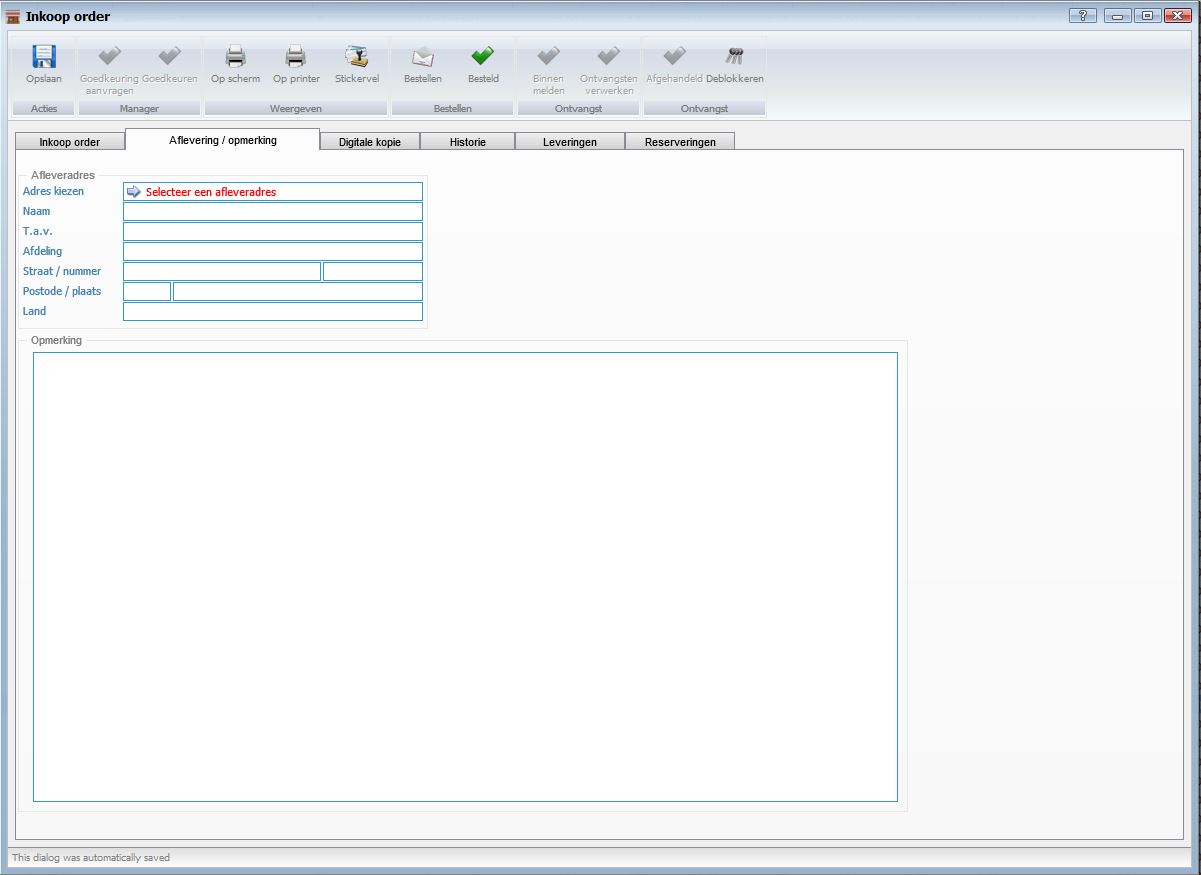 Inkoop order
?
Opslaan
Goedkeuring aanvragen
Goedkeuren
Op scherm
Op printer
Stickervel
Bestellen
Besteld
Binnen melden
Ontvangsten verwerken
Afgehandeld
Deblokkeren
Acties
Manager
Weergeven
Bestellen
Ontvangst
Ontvangst
Inkoop order
Aflevering / opmerking
Digitale kopie
Historie
Leveringen
Reserveringen
Afleveradres
Adres kiezen
Selecteer een afleveradres
Naam
T.a.v.
Afdeling
Straat / nummer
Postode / plaats
Land
Opmerking
This dialog was automatically saved